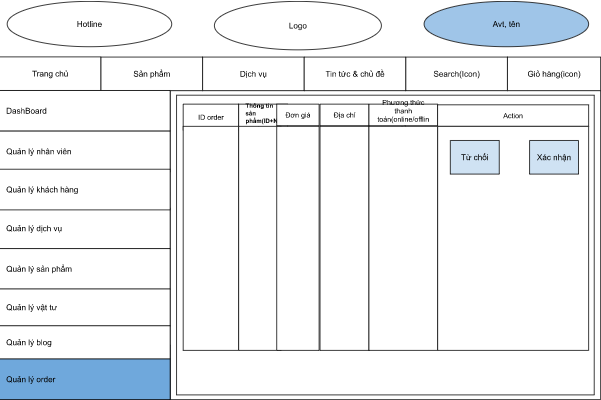 Hotline
Logo
Avt, tên
Trang chủ
Sản phẩm
Dịch vụ
Tin tức & chủ đề
Search(Icon)
Giỏ hàng(icon)
DashBoard
Quản lý nhân viên
Quản lý khách hàng
Quản lý dịch vụ
Quản lý sản phẩm
Quản lý vật tư
Quản lý blog
Quản lý order
ID order
Thông tin
sản
phẩm(ID+N
Đơn giá
Địa chỉ
Phương thức
thanh
toán(online/offlin
Action
Từ chối
Xác nhận